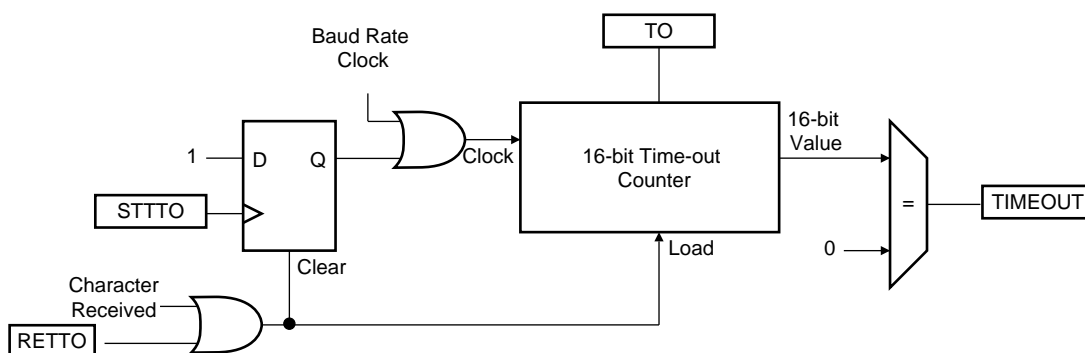 TO
Baud Rate
Clock
1
D
Q
Clock
16-bit Time-out
Counter
16-bit
Value
STTTO
=
TIMEOUT
0
Clear
Load
Character
Received
RETTO